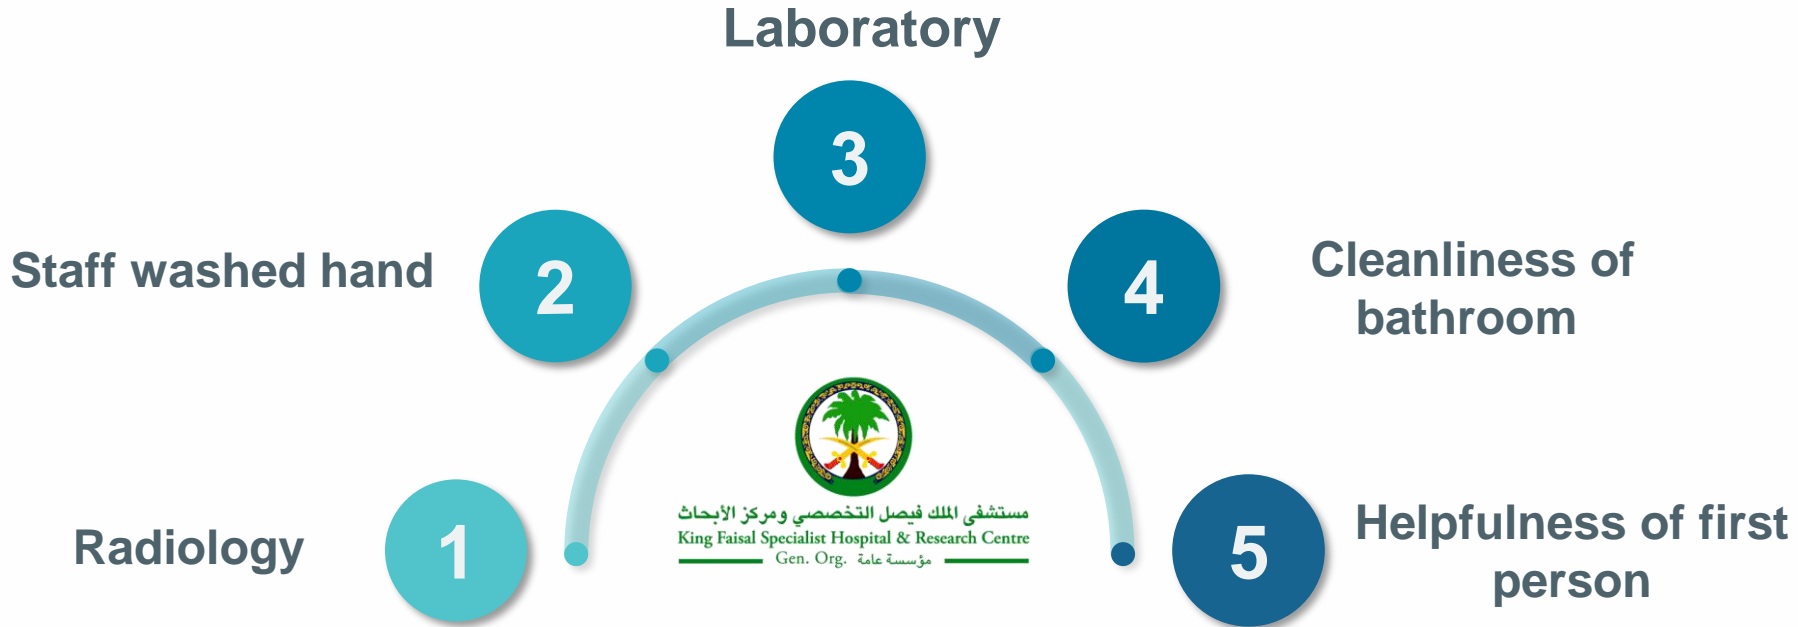 Laboratory
3
Staff washed hand
2
4
Cleanliness of
bathroom
مستشفى الملك فيصل التخصصي ومركز الأبحاث
King Faisal Specialist Hospital & Research Centre
Gen. Org. مؤسسة عامة
Radiology
1
5
Helpfulness of first
person